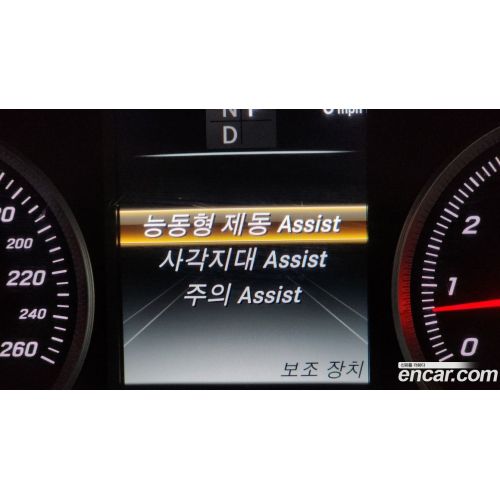 N
D
mph
능동형 제동 Assist
사각지대 Assist
주의 Assist
보조 장치
200
220
240
260
2
1
0
encar.com